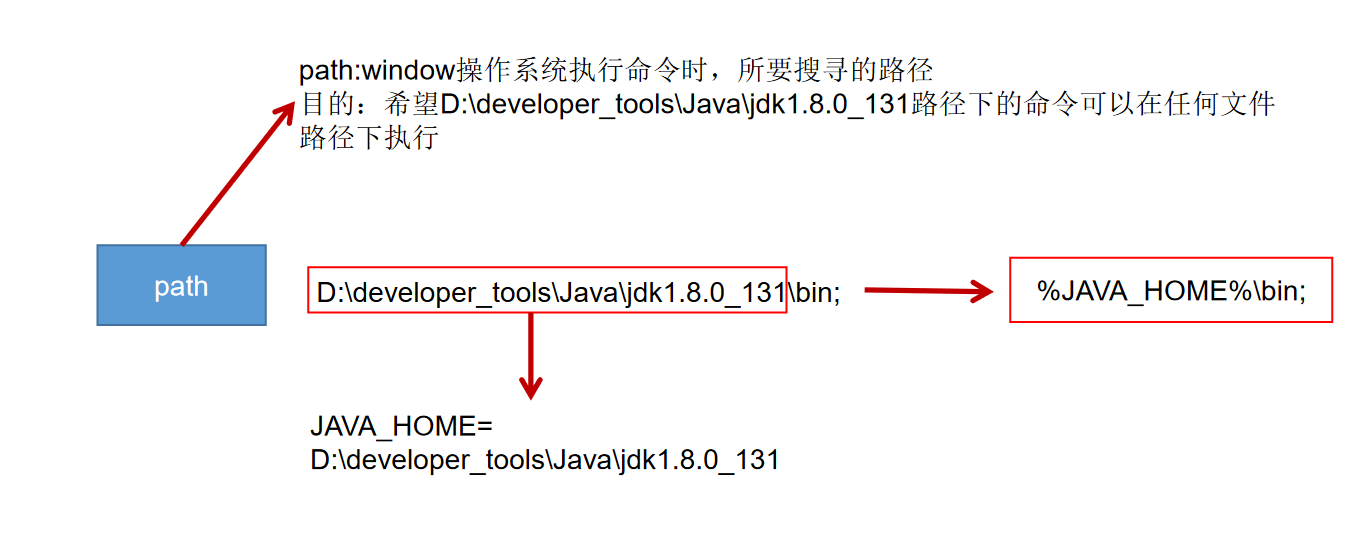 path:window操作系统执行命令时，所要搜寻的路径
目的：希望D:\developer_tools\Java\jdk1.8.0_131路径下的命令可以在任何文件
路径下执行
path
D:\developer_tools\Java\jdk1.8.0_131\bin;
%JAVA_HOME%\bin;
JAVA_HOME=
D:\developer_tools\Java\jdk1.8.0_131